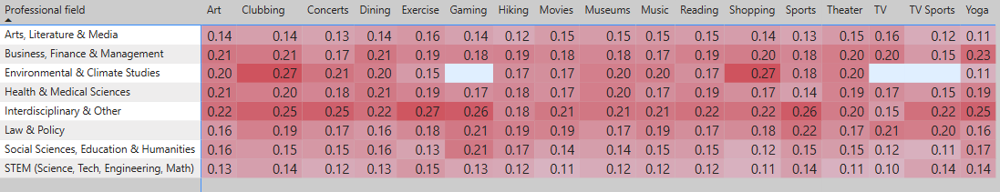 Professional field Art Clubbing Concerts Dining Exercise Gaming Hiking Movies Museums Music Reading Shopping Sports Theater TV TV Sports Yoga
Arts, Literature & Media 0.14 0.14 0.13 0.14 0.16 0.14 0.12 0.15 0.15 0.15 0.15 0.14 0.13 0.15 0.16 0.12 0.11
Business, Finance & Management 0.21 0.21 0.17 0.21 0.19 0.18 0.19 0.18 0.18 0.17 0.19 0.20 0.18 0.20 0.20 0.15 0.23
Environmental & Climate Studies 0.20 0.27 0.21 0.20 0.15 0.17 0.17 0.20 0.20 0.17 0.27 0.18 0.20 0.11
Health & Medical Sciences 0.21 0.20 0.18 0.21 0.19 0.17 0.18 0.17 0.20 0.17 0.19 0.17 0.14 0.19 0.17 0.15 0.19
Interdisciplinary & Other 0.22 0.25 0.25 0.22 0.27 0.26 0.18 0.21 0.21 0.21 0.22 0.22 0.26 0.20 0.15 0.22 0.25
Law & Policy 0.16 0.19 0.17 0.16 0.18 0.21 0.19 0.19 0.17 0.19 0.17 0.18 0.22 0.17 0.21 0.20 0.16
Social Sciences, Education & Humanities 0.16 0.15 0.15 0.16 0.13 0.21 0.17 0.14 0.14 0.15 0.15 0.12 0.15 0.15 0.12 0.11 0.17
STEM (Science, Tech, Engineering, Math) 0.13 0.14 0.12 0.13 0.15 0.13 0.12 0.11 0.12 0.12 0.12 0.11 0.14 0.11 0.10 0.14 0.14